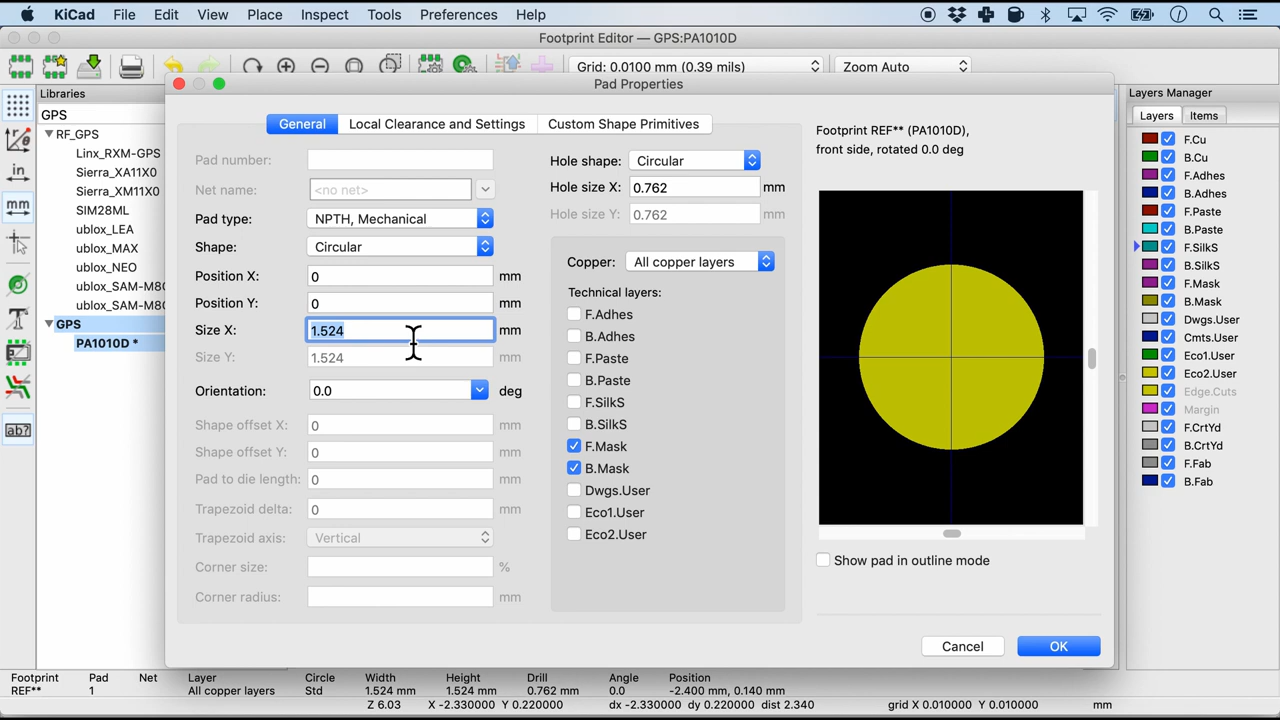 KiCad File Edit View Place Inspect Tools Preferences Help
Footprint Editor — GPS:PA1010D
Grid: 0.0100 mm (0.39 mils) Zoom Auto
Libraries
GPS
RF_GPS
Linx_RXM-GPS
Sierra_XA11X0
Sierra_XM11X0
SIM28ML
ublox_LEA
ublox_MAX
ublox_NEO
ublox_SAM-M8
ublox_SAM-M8
GPS
PA1010D *
in
mm
T
ab?
Pad Properties
General Local Clearance and Settings Custom Shape Primitives
Pad number:
Net name: <no net>
Pad type: NPTH, Mechanical
Shape: Circular
Position X: 0 mm
Position Y: 0 mm
Size X: 1.524 mm
Size Y: 1.524 mm
Orientation: 0.0 deg
Shape offset X: 0 mm
Shape offset Y: 0 mm
Pad to die length: 0 mm
Trapezoid delta: 0 mm
Trapezoid axis: Vertical
Corner size: %
Corner radius: mm
Hole shape: Circular
Hole size X: 0.762 mm
Hole size Y: 0.762 mm
Copper: All copper layers
Technical layers:
F.Adhes
B.Adhes
F.Paste
B.Paste
F.SilkS
B.SilkS
F.Mask
B.Mask
Dwgs.User
Eco1.User
Eco2.User
Footprint REF** (PA1010D),
front side, rotated 0.0 deg
Show pad in outline mode
Cancel OK
Layers Manager
Layers Items
F.Cu
B.Cu
F.Adhes
B.Adhes
F.Paste
B.Paste
F.SilkS
B.SilkS
F.Mask
B.Mask
Dwgs.User
Cmts.User
Eco1.User
Eco2.User
Edge.Cuts
Margin
F.CrtYd
B.CrtYd
F.Fab
B.Fab
Footprint Pad Net Layer Circle Width Height Drill Angle Position
REF** 1 All copper layers Std 1.524 mm 1.524 mm 0.762 mm 0.0 -2.400 mm, 0.140 mm
Z 6.03 X -2.330000 Y 0.220000 dx -2.330000 dy 0.220000 dist 2.340 grid X 0.010000 Y 0.010000 mm